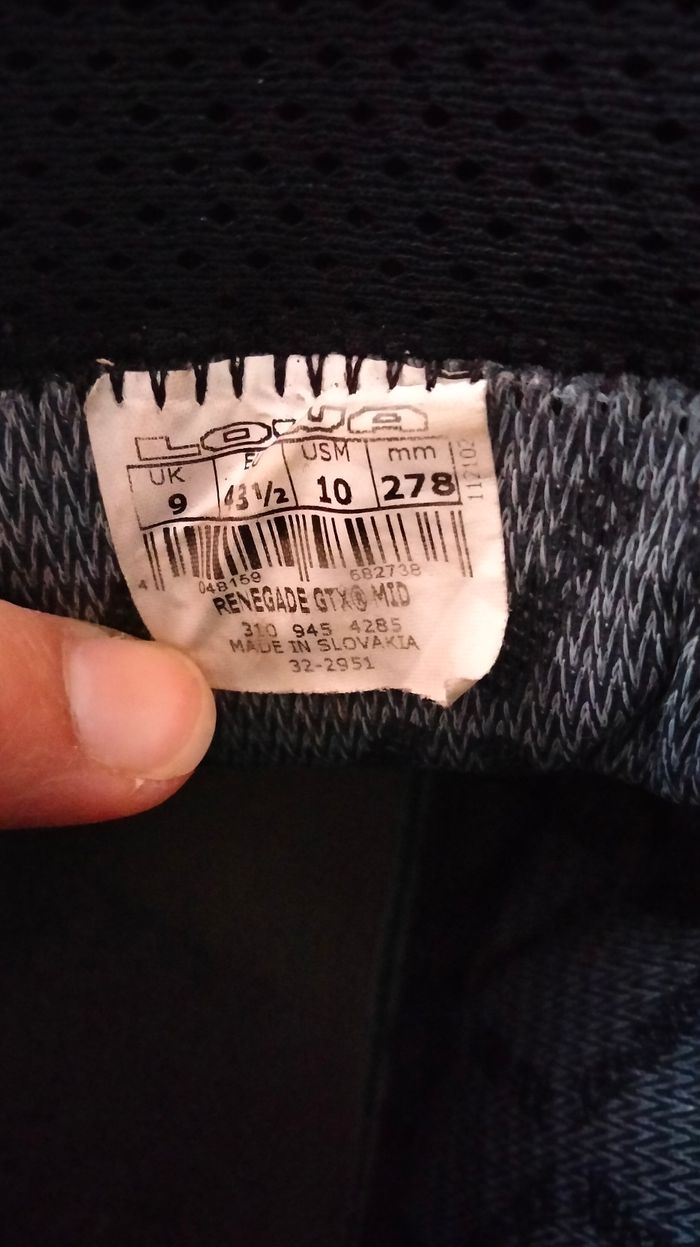 LOWA
UK EU USM mm
9 43 1/2 10 278
112102
4 048159 682738
RENEGADE GTX® MID
310 945 4285
MADE IN SLOVAKIA
32-2951